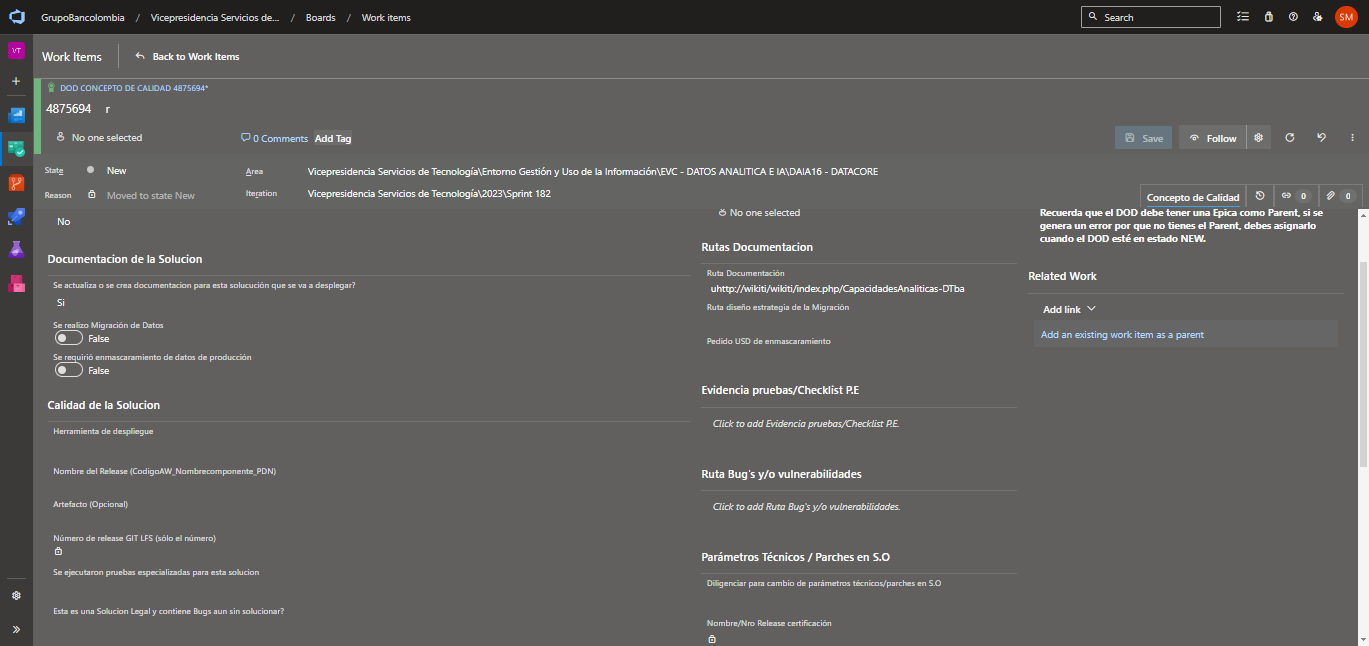 GrupoBancolombia / Vicepresidencia Servicios de... / Boards / Work items
Search
SM
VT
Work Items
Back to Work Items
DOD CONCEPTO DE CALIDAD 4875694*
4875694 r
No one selected
0 Comments
Add Tag
Save
Follow
State
New
Area
Vicepresidencia Servicios de Tecnología\Entorno Gestión y Uso de la Información\EVC - DATOS ANALITICA E IA\DAIA16 - DATACORE
Reason
Moved to state New
Iteration
Vicepresidencia Servicios de Tecnología\2023\Sprint 182
Concepto de Calidad
0
0
No
Documentacion de la Solucion
Se actualiza o se crea documentacion para esta solucución que se va a desplegar?
Si
Se realizo Migración de Datos
False
Se requirió enmascaramiento de datos de producción
False
Calidad de la Solucion
Herramienta de despliegue
Nombre del Release (CodigoAW_Nombrecomponente_PDN)
Artefacto (Opcional)
Número de release GIT LFS (sólo el número)
Se ejecutaron pruebas especializadas para esta solucion
Esta es una Solucion Legal y contiene Bugs aun sin solucionar?
No one selected
Rutas Documentacion
Ruta Documentación
uhttp://wikiti/wikiti/index.php/CapacidadesAnaliticas-DTba
Ruta diseño estrategia de la Migración
Pedido USD de enmascaramiento
Evidencia pruebas/Checklist P.E
Click to add Evidencia pruebas/Checklist P.E.
Ruta Bug's y/o vulnerabilidades
Click to add Ruta Bug's y/o vulnerabilidades.
Parámetros Técnicos / Parches en S.O
Diligenciar para cambio de parámetros técnicos/parches en S.O
Nombre/Nro Release certificación
Recuerda que el DOD debe tener una Epica como Parent, si se
genera un error por que no tienes el Parent, debes asignarlo
cuando el DOD esté en estado NEW.
Related Work
Add link
Add an existing work item as a parent